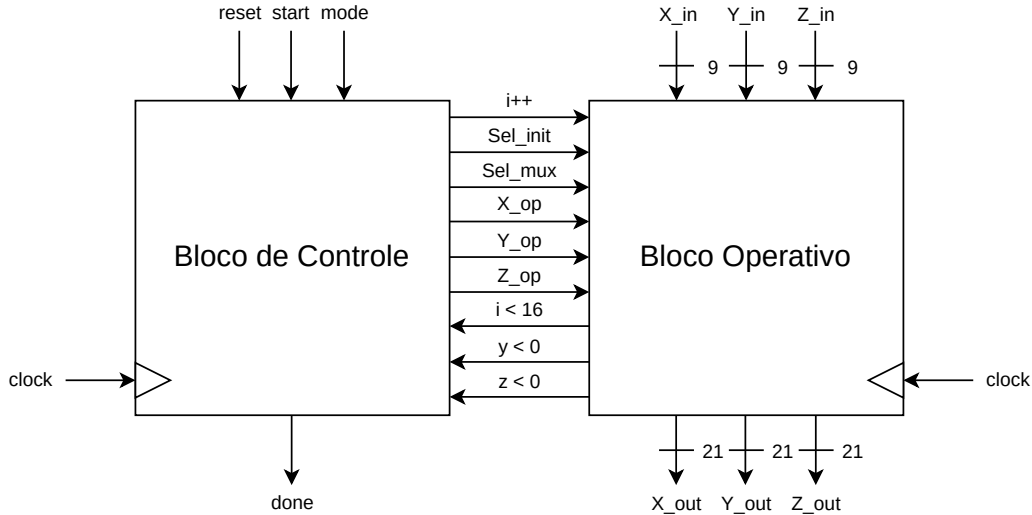 reset start mode
X_in Y_in Z_in
9 9 9
i++
Sel_init
Sel_mux
X_op
Bloco de Controle
Bloco Operativo
Y_op
Z_op
i < 16
y < 0
clock
z < 0
clock
21 21 21
done
X_out Y_out Z_out